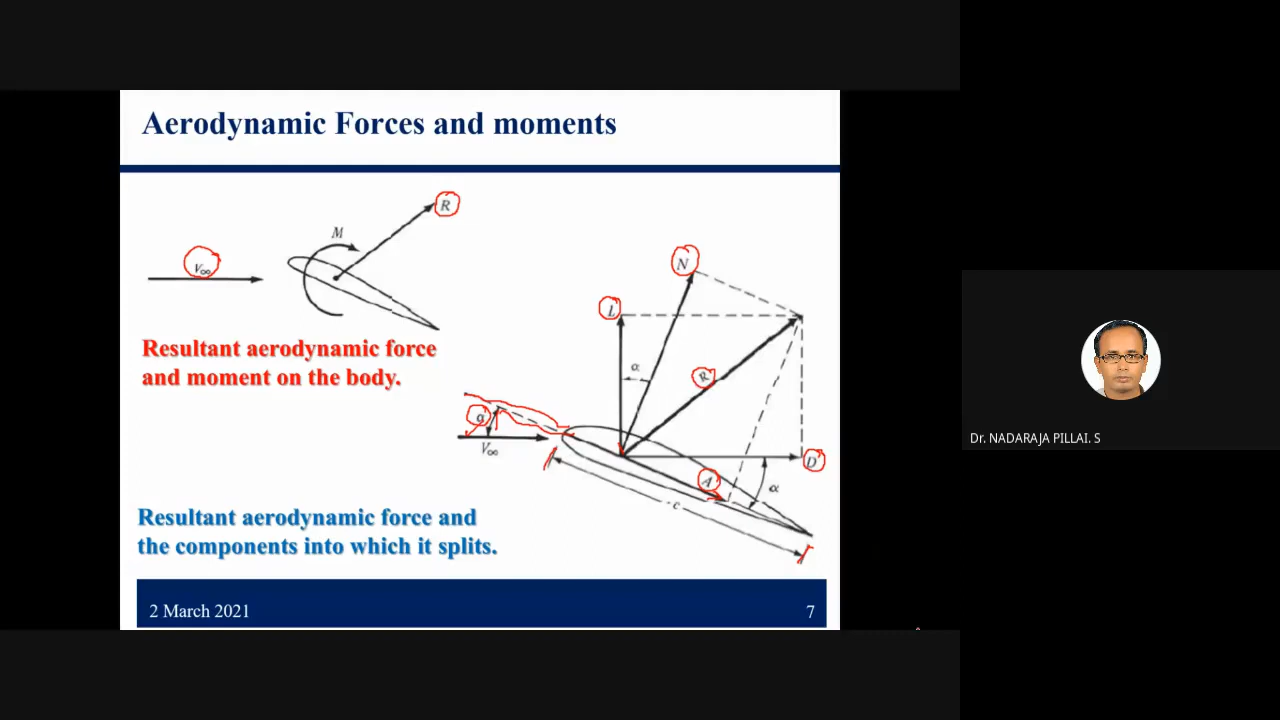 Aerodynamic Forces and moments
R
M
V∞
Resultant aerodynamic force
and moment on the body.
N
L
α
R
α
V∞
D
A
α
c
Resultant aerodynamic force and
the components into which it splits.
2 March 2021
7
Dr. NADARAJA PILLAI. S